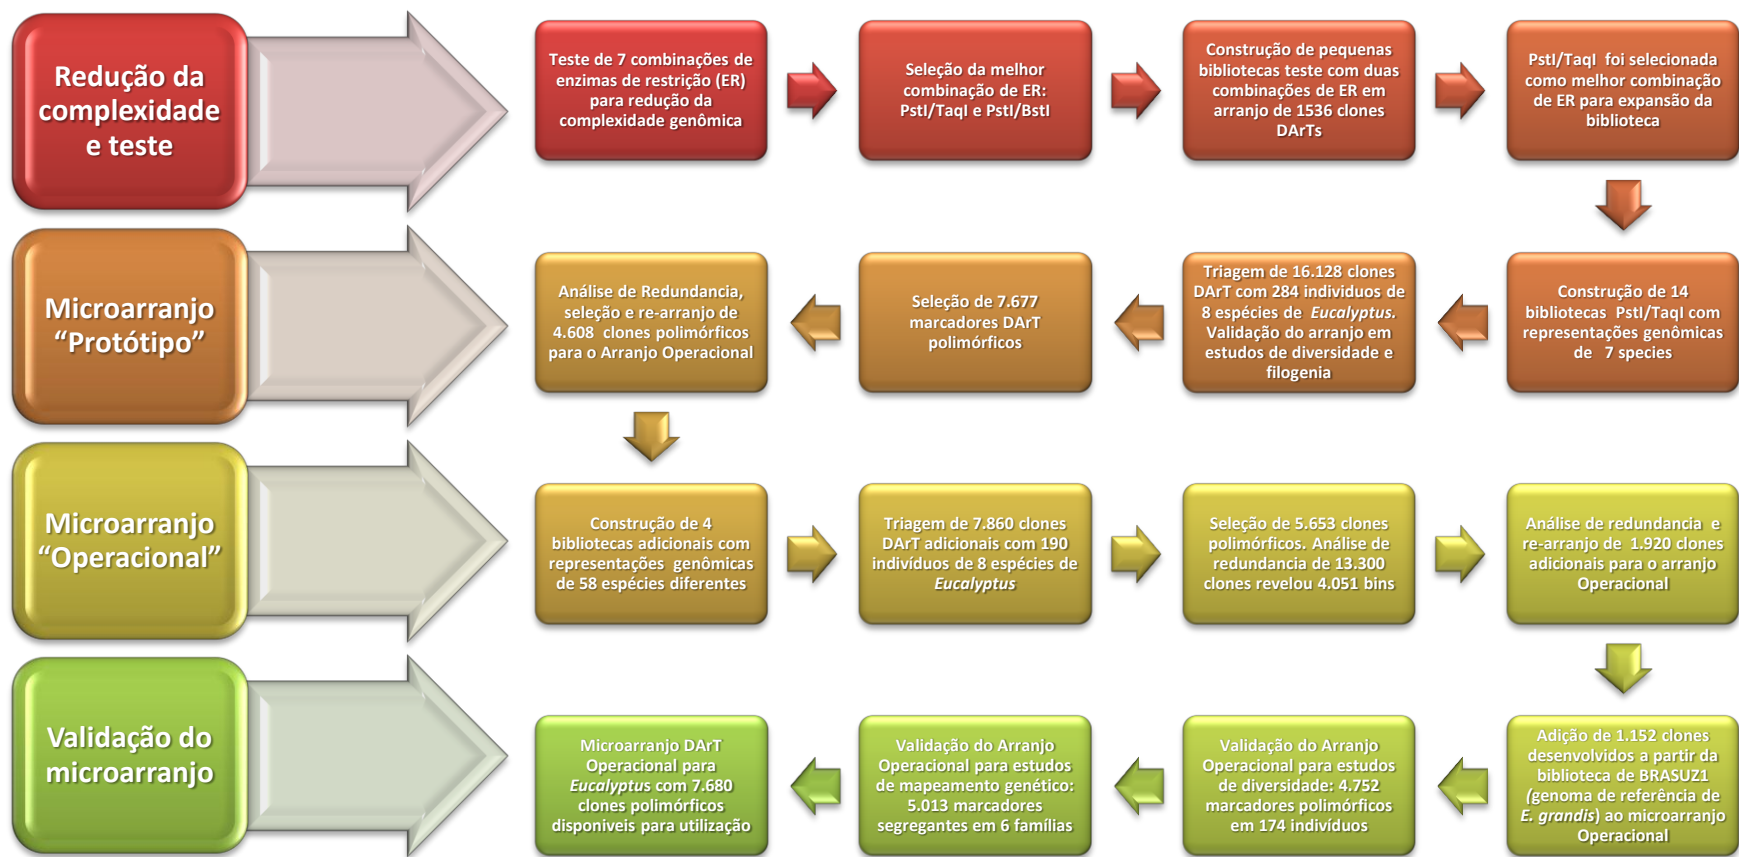 Redução da
complexidade
e teste
Teste de 7 combinações de
enzimas de restrição (ER)
para redução da
complexidade genômica
Seleção da melhor
combinação de ER:
PstI/TaqI e PstI/BstI
Construção de pequenas
bibliotecas teste com duas
combinações de ER em
arranjo de 1536 clones
DArTs
PstI/TaqI foi selecionada
como melhor combinação
de ER para expansão da
biblioteca
Microarranjo
“Protótipo”
Construção de 14
bibliotecas PstI/TaqI com
representações genômicas
de 7 species
Triagem de 16.128 clones
DArT com 284 individuos de
8 espécies de Eucalyptus.
Validação do arranjo em
estudos de diversidade e
filogenia
Seleção de 7.677
marcadores DArT
polimórficos
Análise de Redundancia,
seleção e re-arranjo de
4.608 clones polimórficos
para o Arranjo Operacional
Microarranjo
“Operacional”
Construção de 4
bibliotecas adicionais com
representações genômicas
de 58 espécies diferentes
Triagem de 7.860 clones
DArT adicionais com 190
indivíduos de 8 espécies de
Eucalyptus
Seleção de 5.653 clones
polimórficos. Análise de
redundancia de 13.300
clones revelou 4.051 bins
Análise de redundancia e
re-arranjo de 1.920 clones
adicionais para o arranjo
Operacional
Validação do
microarranjo
Adição de 1.152 clones
desenvolvidos a partir da
biblioteca de BRASUZ1
(genoma de referência de
E. grandis) ao microarranjo
Operacional
Validação do Arranjo
Operacional para estudos
de diversidade: 4.752
marcadores polimórficos
em 174 indivíduos
Validação do Arranjo
Operacional para estudos
de mapeamento genético:
5.013 marcadores
segregantes em 6 famílias
Microarranjo DArT
Operacional para
Eucalyptus com 7.680
clones polimórficos
disponiveis para utilização